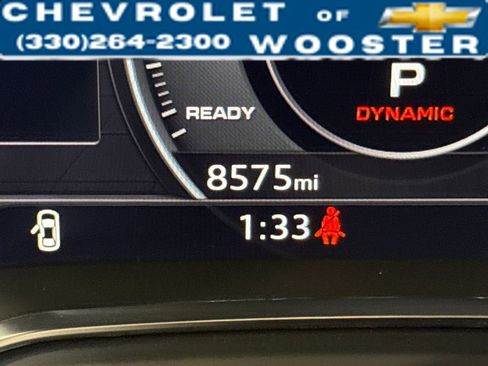 CHEVROLET OF
(330)264-2300 WOOSTER
P
READY DYNAMIC
8575mi
1:33